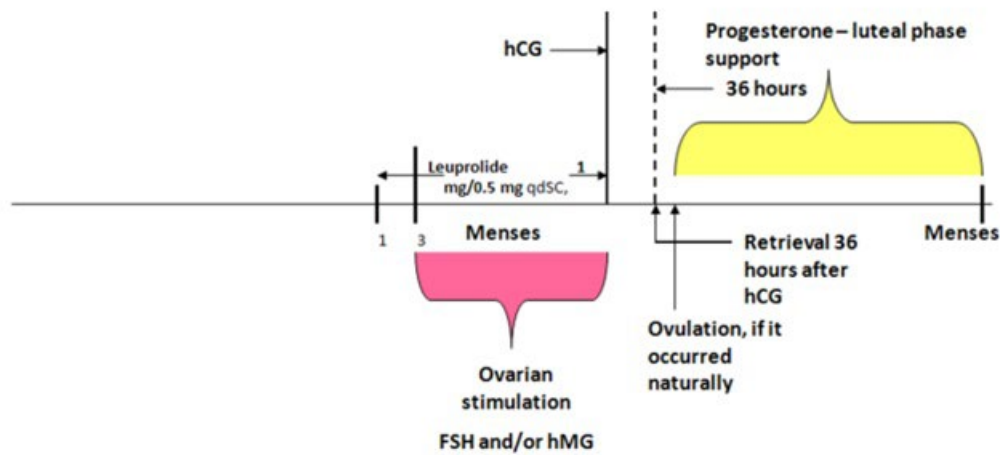 hCG
Progesterone – luteal phase
support
36 hours
Leuprolide 1
mg/0.5 mg qdSC,
1
3
Menses
Menses
Retrieval 36
hours after
hCG
Ovulation, if it
occurred
naturally
Ovarian
stimulation
FSH and/or hMG